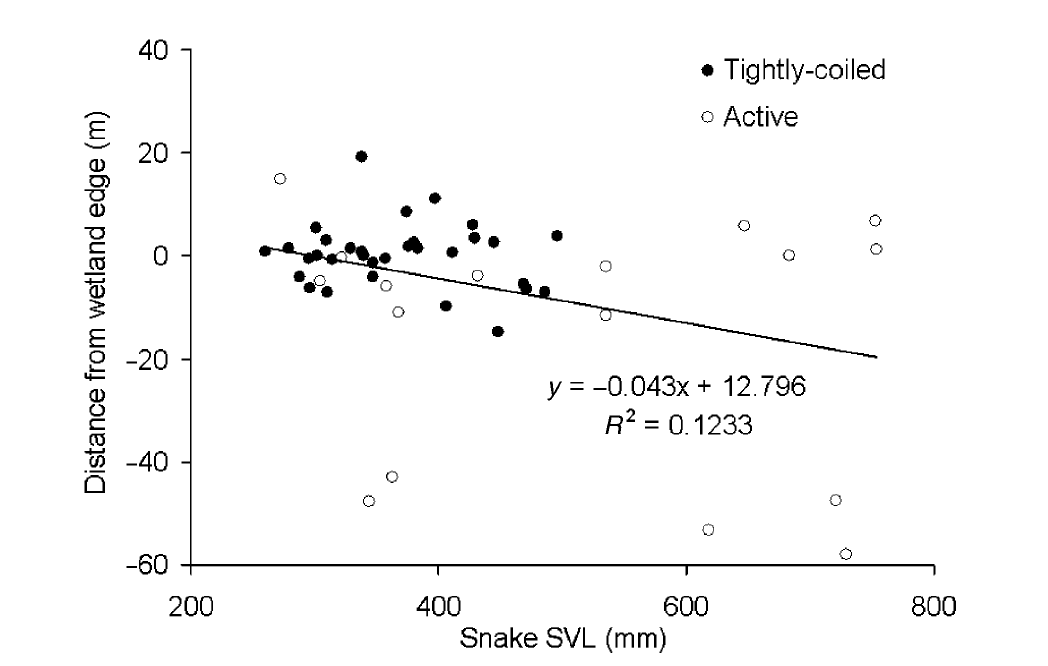 40
● Tightly-coiled
○ Active
20
0
−20
y = −0.043x + 12.796
R² = 0.1233
−40
−60
Distance from wetland edge (m)
200 400 600 800
Snake SVL (mm)